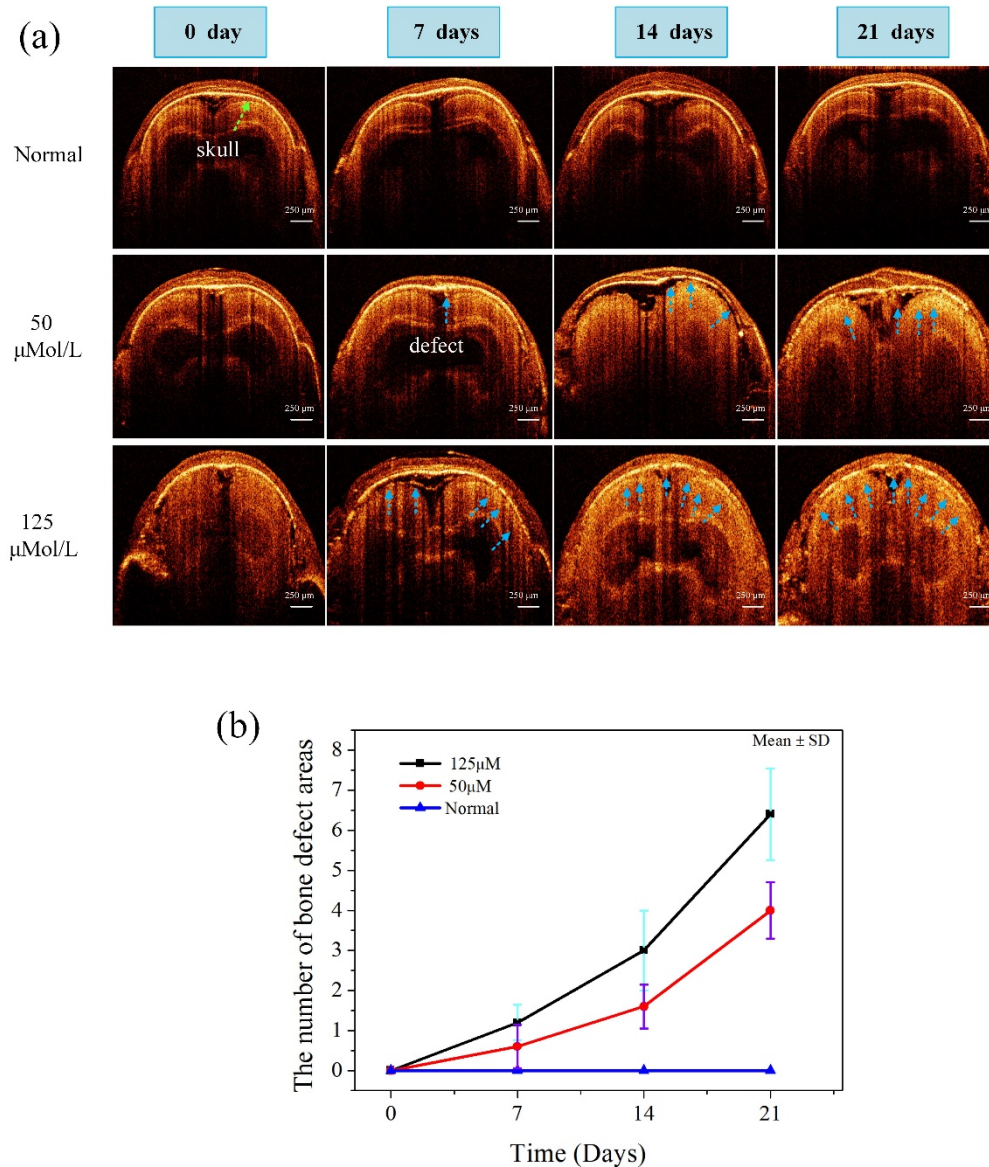 (a)
0 day
7 days
14 days
21 days
Normal
skull
250 µm
250 µm
250 µm
250 µm
50
µMol/L
defect
250 µm
250 µm
250 µm
250 µm
125
µMol/L
250 µm
250 µm
250 µm
250 µm
(b)
Mean ± SD
125µM
50µM
Normal
The number of bone defect areas
8
7
6
5
4
3
2
1
0
0
7
14
21
Time (Days)